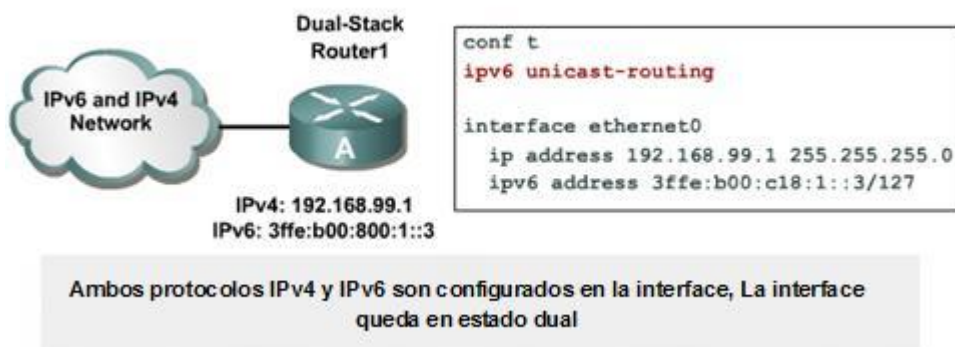 Dual-Stack
Router1
IPv6 and IPv4
Network
A
IPv4: 192.168.99.1
IPv6: 3ffe:b00:800:1::3
conf t
ipv6 unicast-routing
interface ethernet0
ip address 192.168.99.1 255.255.255.0
ipv6 address 3ffe:b00:c18:1::3/127
Ambos protocolos IPv4 y IPv6 son configurados en la interface, La interface
queda en estado dual